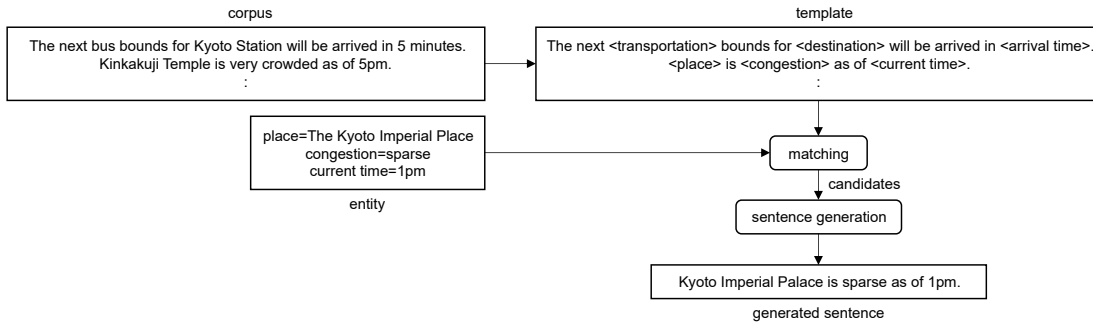 corpus
The next bus bounds for Kyoto Station will be arrived in 5 minutes.
Kinkakuji Temple is very crowded as of 5pm.
:
template
The next <transportation> bounds for <destination> will be arrived in <arrival time>.
<place> is <congestion> as of <current time>.
:
place=The Kyoto Imperial Place
congestion=sparse
current time=1pm
entity
matching
candidates
sentence generation
Kyoto Imperial Palace is sparse as of 1pm.
generated sentence